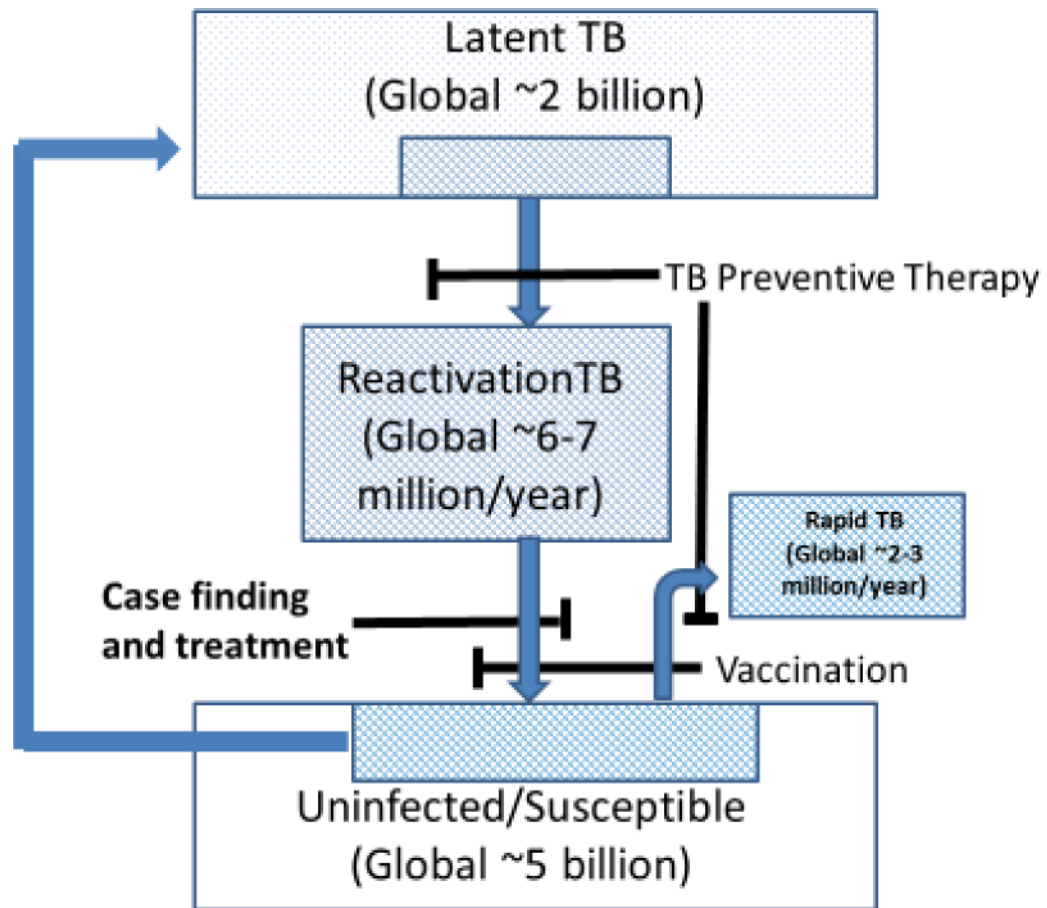 Latent TB
(Global ~2 billion)
TB Preventive Therapy
ReactivationTB
(Global ~6-7
million/year)
Rapid TB
(Global ~2-3
million/year)
Case finding
and treatment
Vaccination
Uninfected/Susceptible
(Global ~5 billion)